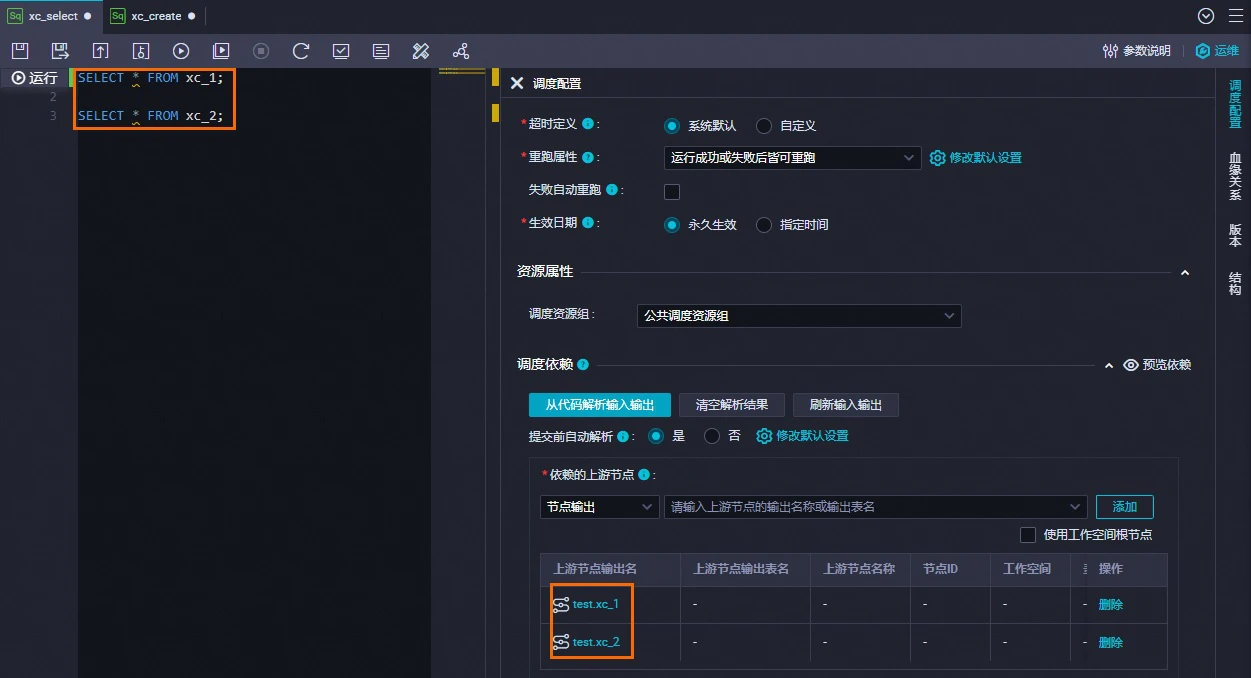 Sq xc_select Sq xc_create
参数说明 运维
运行 SELECT * FROM xc_1;
2
3 SELECT * FROM xc_2;
调度配置
*超时定义 ? : 系统默认 自定义
*重跑属性 ? : 运行成功或失败后皆可重跑 修改默认设置
失败自动重跑 :
*生效日期 : 永久生效 指定时间
资源属性
调度资源组 : 公共调度资源组
调度依赖 ? 预览依赖
从代码解析输入输出 清空解析结果 刷新输入输出
提交前自动解析 : 是 否 修改默认设置
*依赖的上游节点 :
节点输出 请输入上游节点的输出名称或输出表名 添加
使用工作空间根节点
上游节点输出名 上游节点输出表名 上游节点名称 节点ID 工作空间 操作
test.xc_1 - - - - - 删除
test.xc_2 - - - - - 删除
调度配置
血缘关系
版本
结构